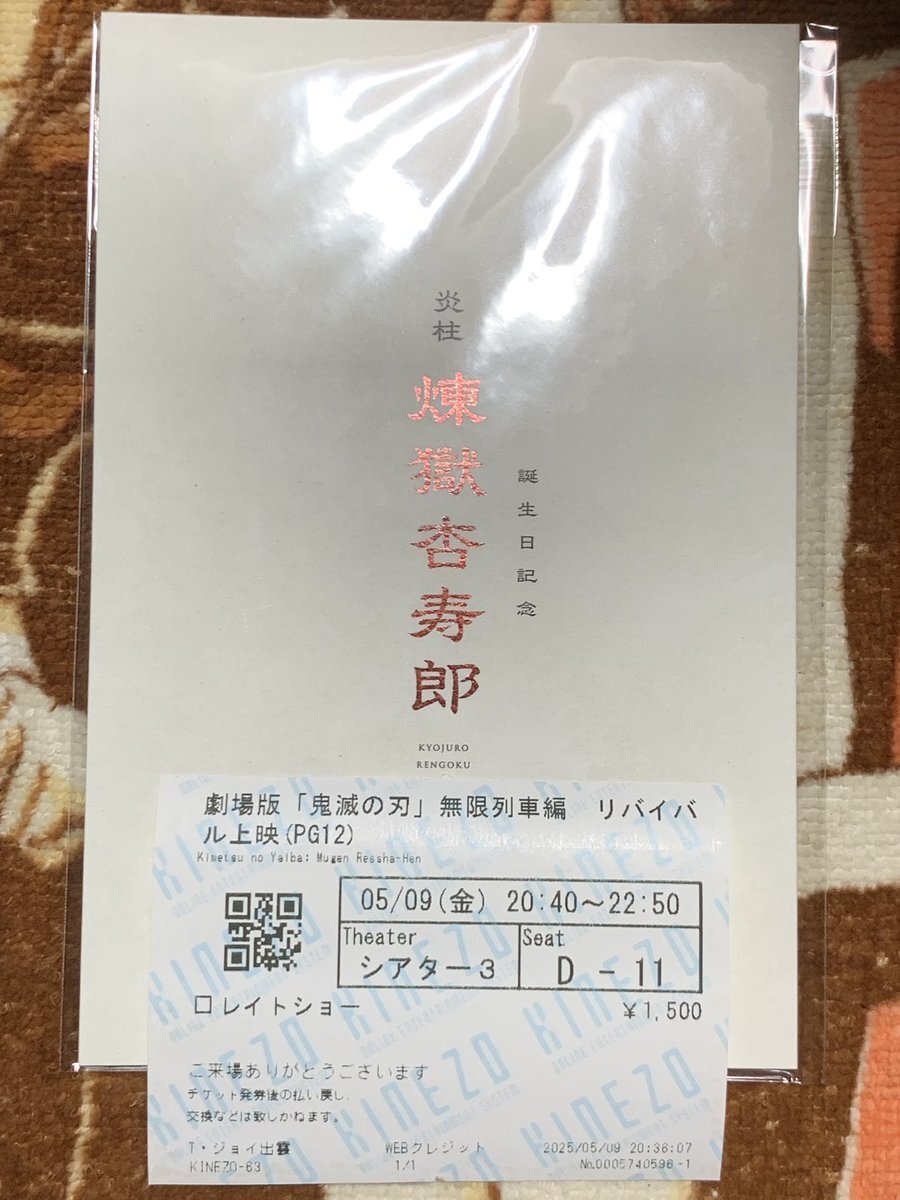 炎柱
煉獄杏寿郎
誕生日記念
KYOJURO
RENGOKU
劇場版「鬼滅の刃」無限列車編　リバイバ
ル上映(PG12)
Kimetsu no Yaiba: Mugen Ressha-Hen
05/09(金) 20:40～22:50
Theater
シアター3
Seat
D - 11
口レイトショー
¥1,500
ご来場ありがとうございます
チケット発券後の払い戻し、
交換などは致しかねます。
T・ジョイ出雲
WEBクレジット
2025/05/09 20:36:07
KINEZO-63
1/1
No.0005740596-1
KINEZO
ONLINE ENTERTAINMENT SYSTEM